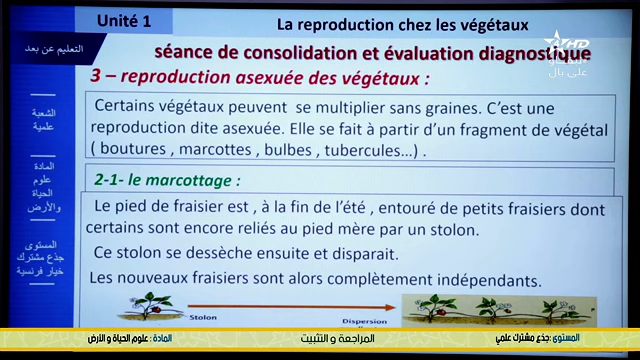 Unité 1
La reproduction chez les végétaux
التعليم عن بعد
séance de consolidation et évaluation diagnostique
HD
على بال
3 – reproduction asexuée des végétaux :
Certains végétaux peuvent se multiplier sans graines. C'est une
reproduction dite asexuée. Elle se fait à partir d'un fragment de végétal
( boutures , marcottes , bulbes , tubercules...) .
الشعبة
علمية
المادة
علوم
الحياة
والأرض
المستوى
جذع مشترك
خيار فرنسية
2-1- le marcottage :
Le pied de fraisier est , à la fin de l'été , entouré de petits fraisiers dont
certains sont encore reliés au pied mère par un stolon.
Ce stolon se dessèche ensuite et disparait.
Les nouveaux fraisiers sont alors complètement indépendants.
Stolon
Dispersion
المستوى :جذع مشترك علمي
المراجعة و التثبيت
المادة : علوم الحياة و الأرض